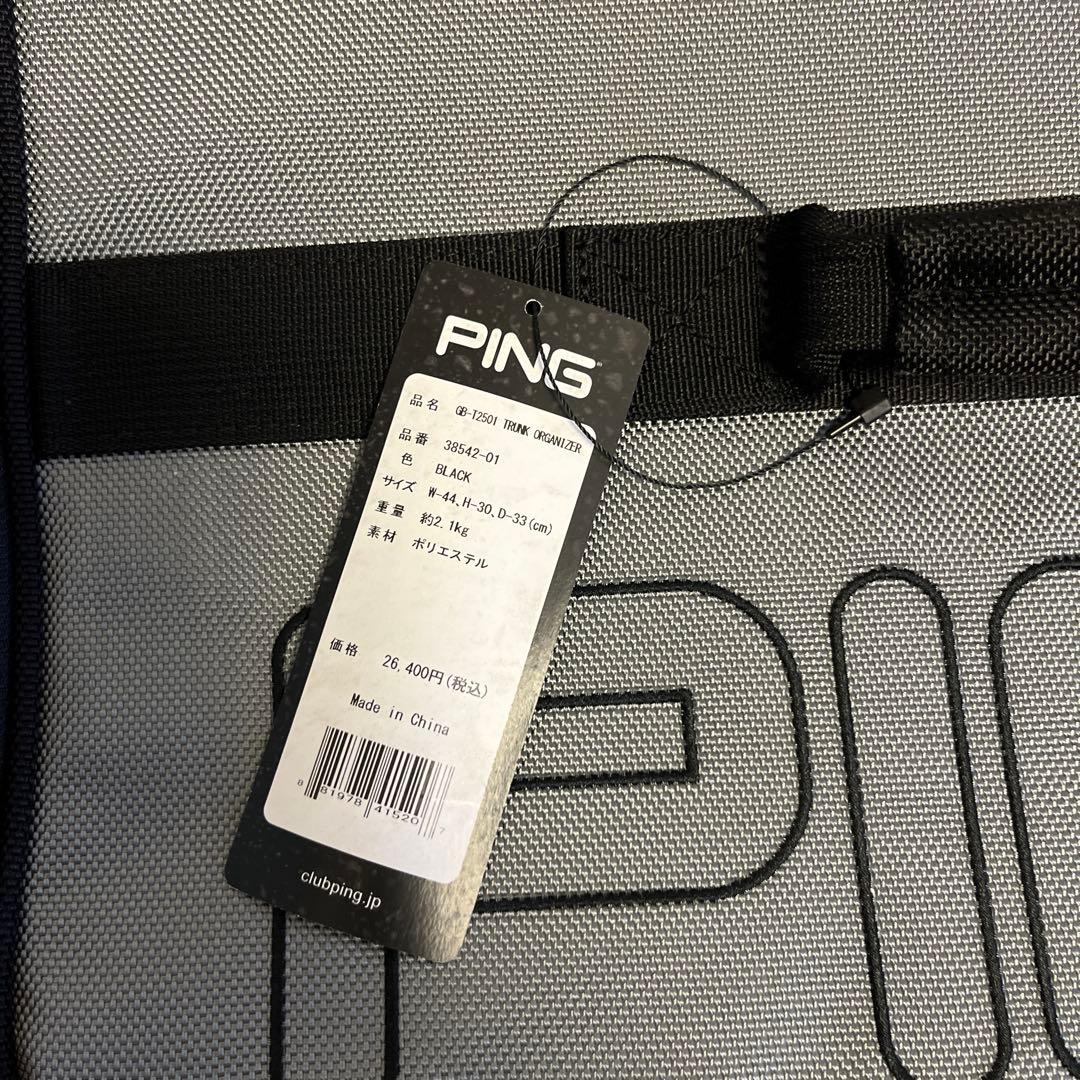 PING
品名 GB-T2501 TRUNK ORGANIZER
品番 38542-01
色 BLACK
サイズ W-44、H-30、D-33(cm)
重量 約2.1kg
素材 ポリエステル
価格 26.400円(税込)
Made in China
8 81978 41520 7
clubping.jp